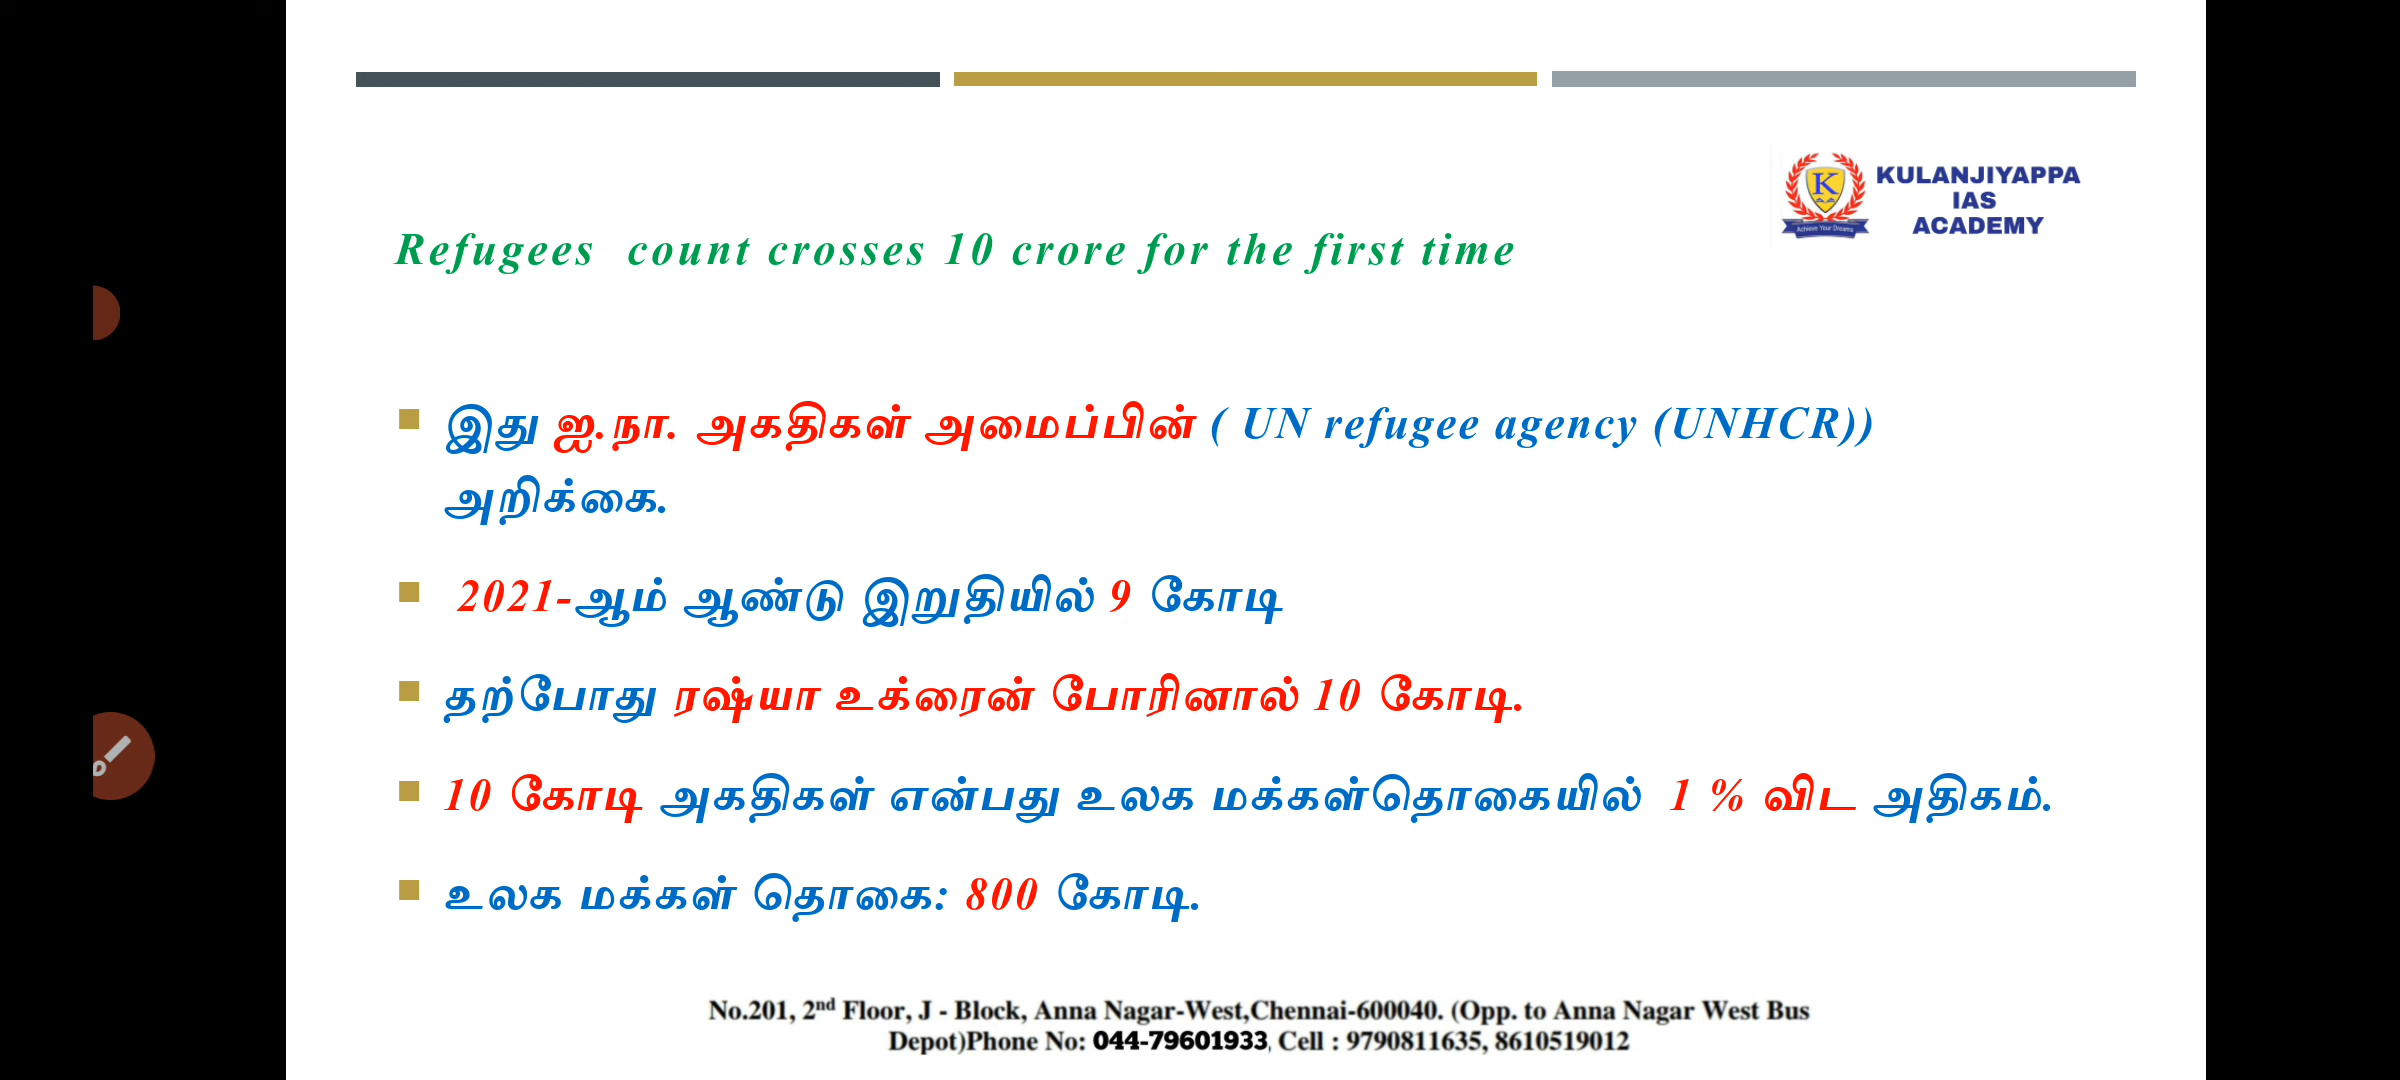 KULANJIYAPPA
IAS
ACADEMY
Achieve Your Dreams
Refugees count crosses 10 crore for the first time
இது ஐ.நா. அகதிகள் அமைப்பின் ( UN refugee agency (UNHCR))
அறிக்கை.
2021-ஆம் ஆண்டு இறுதியில் 9 கோடி
தற்போது ரஷ்யா உக்ரைன் போரினால் 10 கோடி.
10 கோடி அகதிகள் என்பது உலக மக்கள்தொகையில் 1 % விட அதிகம்.
உலக மக்கள் தொகை: 800 கோடி.
No.201, 2nd Floor, J - Block, Anna Nagar-West,Chennai-600040. (Opp. to Anna Nagar West Bus
Depot)Phone No: 044-79601933, Cell : 9790811635, 8610519012